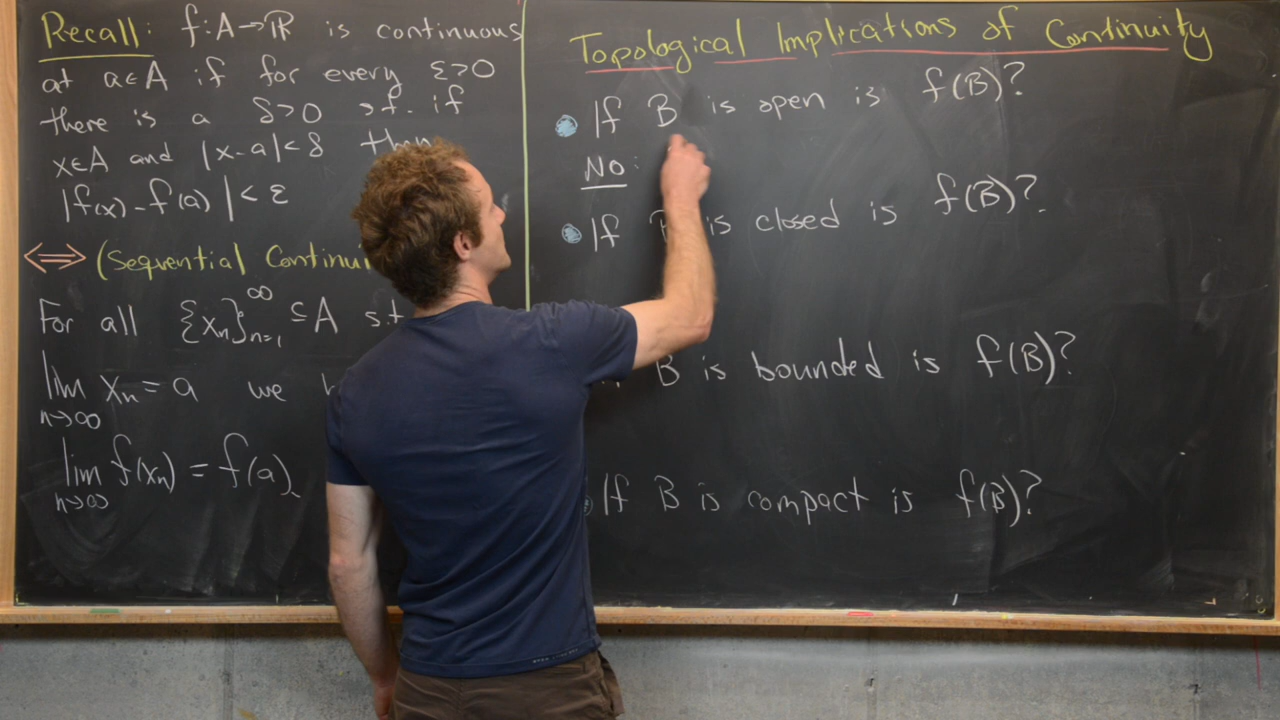 Recall: f:A→ℝ is continuous
at a∈A if for every ε>0
there is a δ>0 s.t. if
x∈A and |x-a|<δ then
|f(x)-f(a)|<ε
⟺ (Sequential Continui
For all {xₙ}ₙ₌₁^∞ ⊆A s.t
lim xₙ = a we
n→∞
lim f(xₙ) = f(a)
n→∞
Topological Implications of Continuity
• If B is open is f(B)?
No:
• If B is closed is f(B)?
B is bounded is f(B)?
• If B is compact is f(B)?